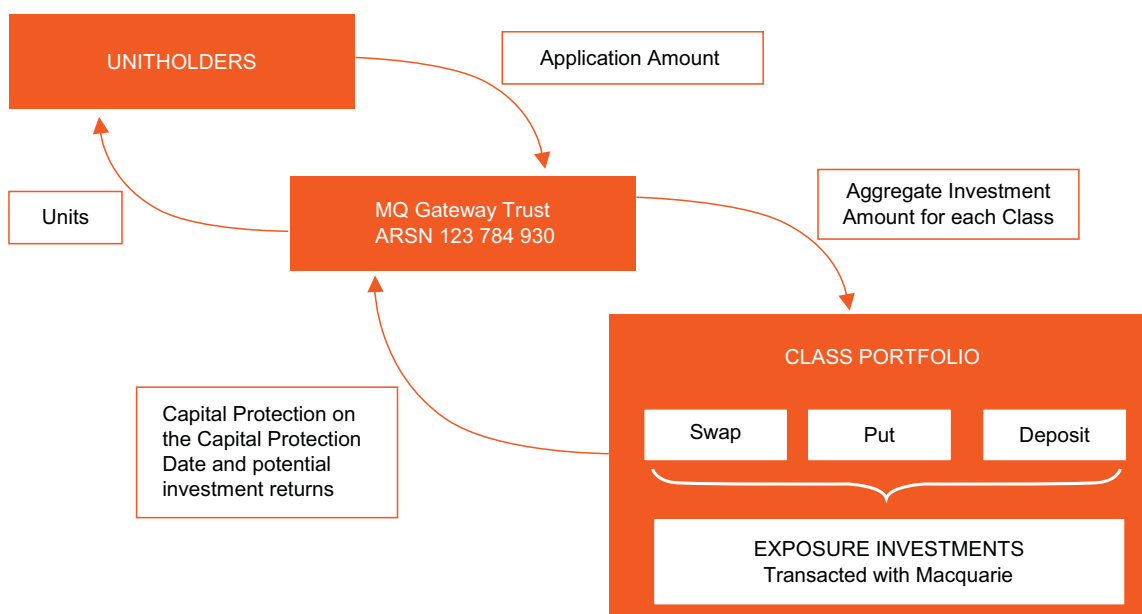 UNITHOLDERS
Application Amount
Units
MQ Gateway Trust
ARSN 123 784 930
Aggregate Investment
Amount for each Class
Capital Protection on
the Capital Protection
Date and potential
investment returns
CLASS PORTFOLIO
Swap
Put
Deposit
EXPOSURE INVESTMENTS
Transacted with Macquarie